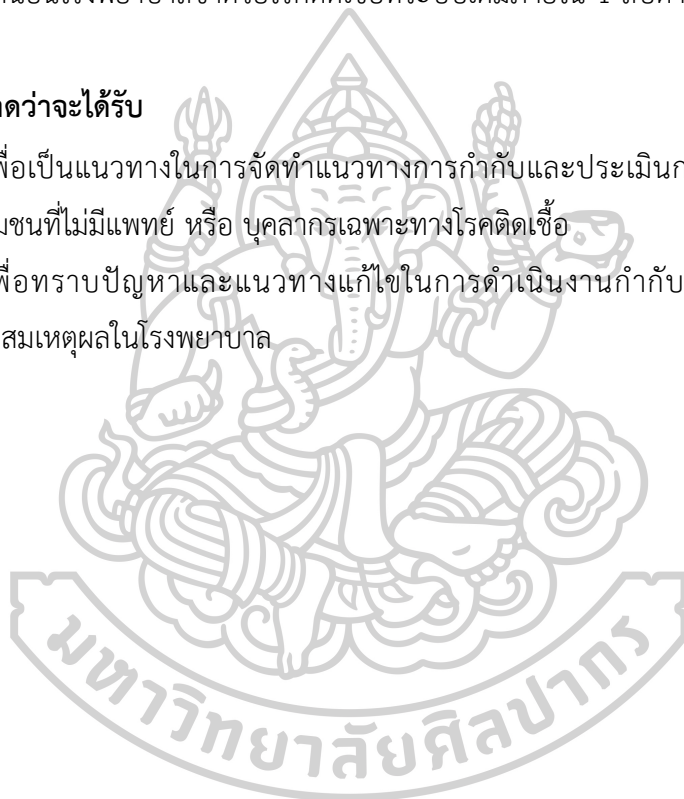 ดว่าจะได้รับ
พื่อเป็นแนวทางในการจัดทำแนวทางการกำกับและประเมิน
มชนที่ไม่มีแพทย์ หรือ บุคลากรเฉพาะทางโรคติดเชื้อ
พื่อทราบปัญหาและแนวทางแก้ไขในการดำเนินงานกำกับ
สมเหตุผลในโรงพยาบาล
มหาวิทยาลัยศิลปากร